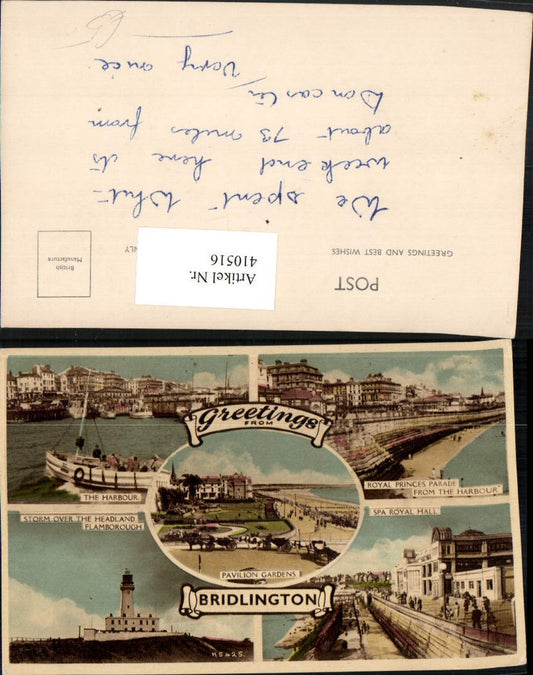 POST
GREETINGS AND BEST WISHES
NLY
British
Manufacture
Artikel Nr.
410516
We spent Whit-
week end here its
about 73 miles from
Doncaster
Very nice.
Greetings
FROM
THE HARBOUR.
ROYAL PRINCES PARADE
FROM THE HARBOUR
STORM OVER THE HEADLAND,
FLAMBOROUGH.
SPA ROYAL HALL.
PAVILION GARDENS.
BRIDLINGTON